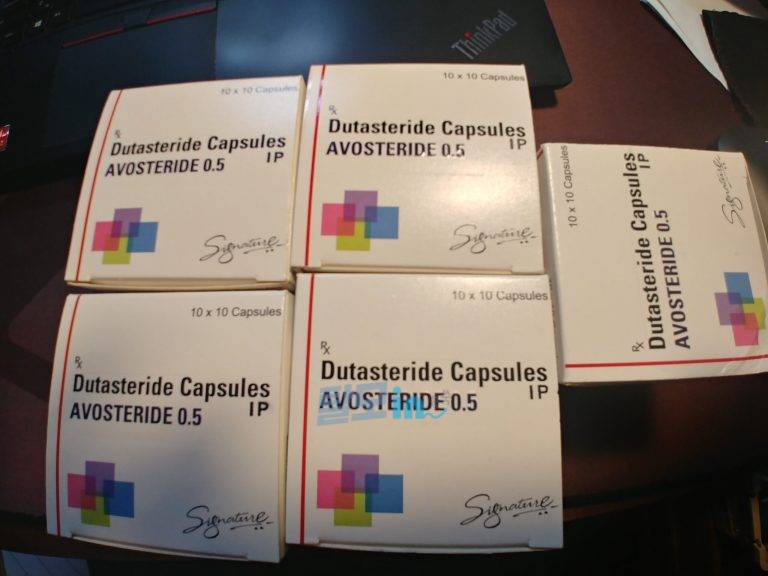 ThinkPad
10 x 10 Capsules
Rx
Dutasteride Capsules
IP
AVOSTERIDE 0.5
Signature
10 x 10 Capsules
Rx
Dutasteride Capsules
IP
AVOSTERIDE 0.5
Signature
10 x 10 Capsules
Rx
Dutasteride Capsules
IP
AVOSTERIDE 0.5
Signature
10 x 10 Capsules
Rx
Dutasteride Capsules
IP
AVOSTERIDE 0.5
Signature
10 x 10 Capsules
Rx
Dutasteride Capsules
IP
AVOSTERIDE 0.5
in
Signature